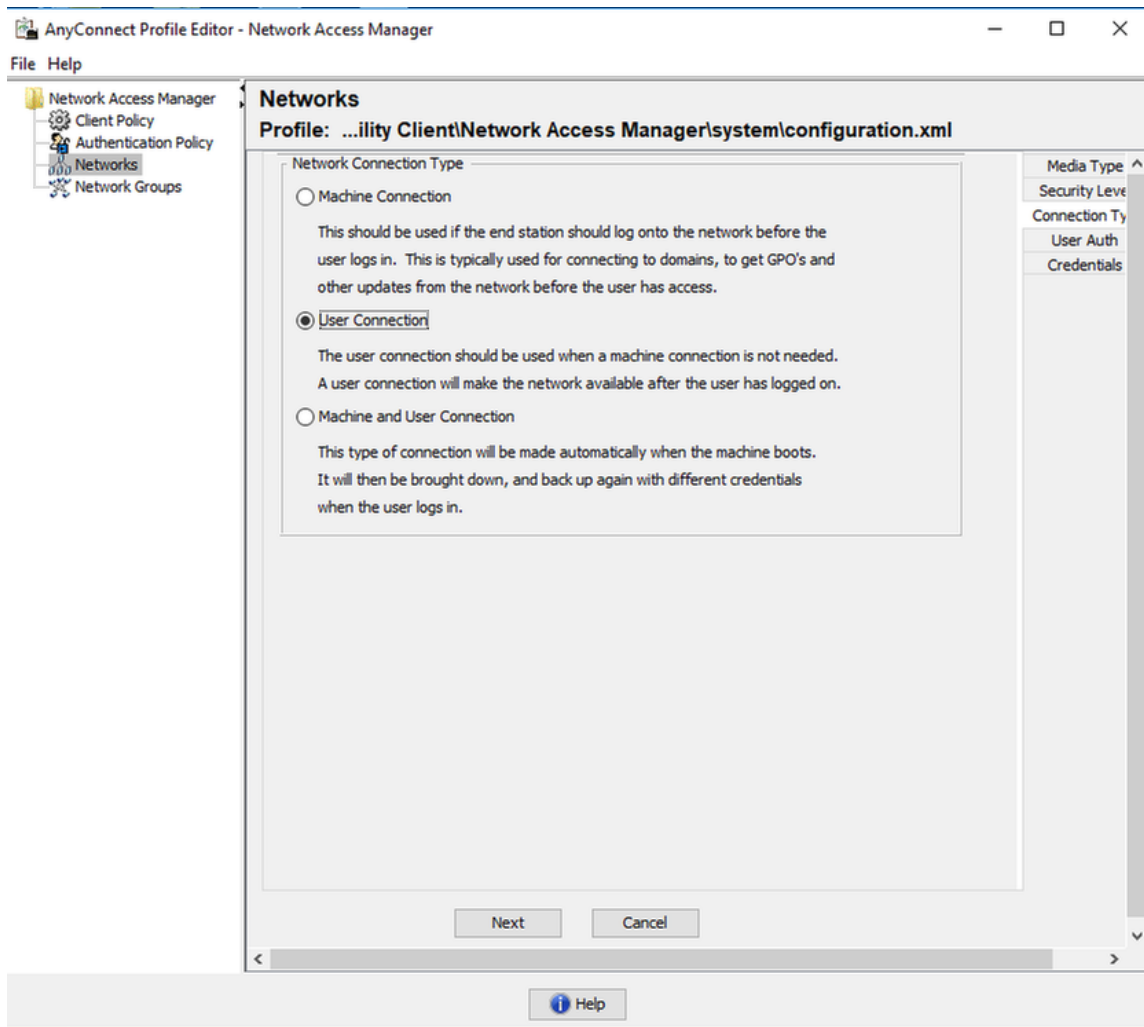 AnyConnect Profile Editor - Network Access Manager
File Help
Network Access Manager
Client Policy
Authentication Policy
Networks
Network Groups
Networks
Profile: ...ility Client\Network Access Manager\system\configuration.xml
Network Connection Type
Machine Connection
This should be used if the end station should log onto the network before the
user logs in. This is typically used for connecting to domains, to get GPO's and
other updates from the network before the user has access.
User Connection
The user connection should be used when a machine connection is not needed.
A user connection will make the network available after the user has logged on.
Machine and User Connection
This type of connection will be made automatically when the machine boots.
It will then be brought down, and back up again with different credentials
when the user logs in.
Media Type
Security Leve
Connection Ty
User Auth
Credentials
Next Cancel
Help